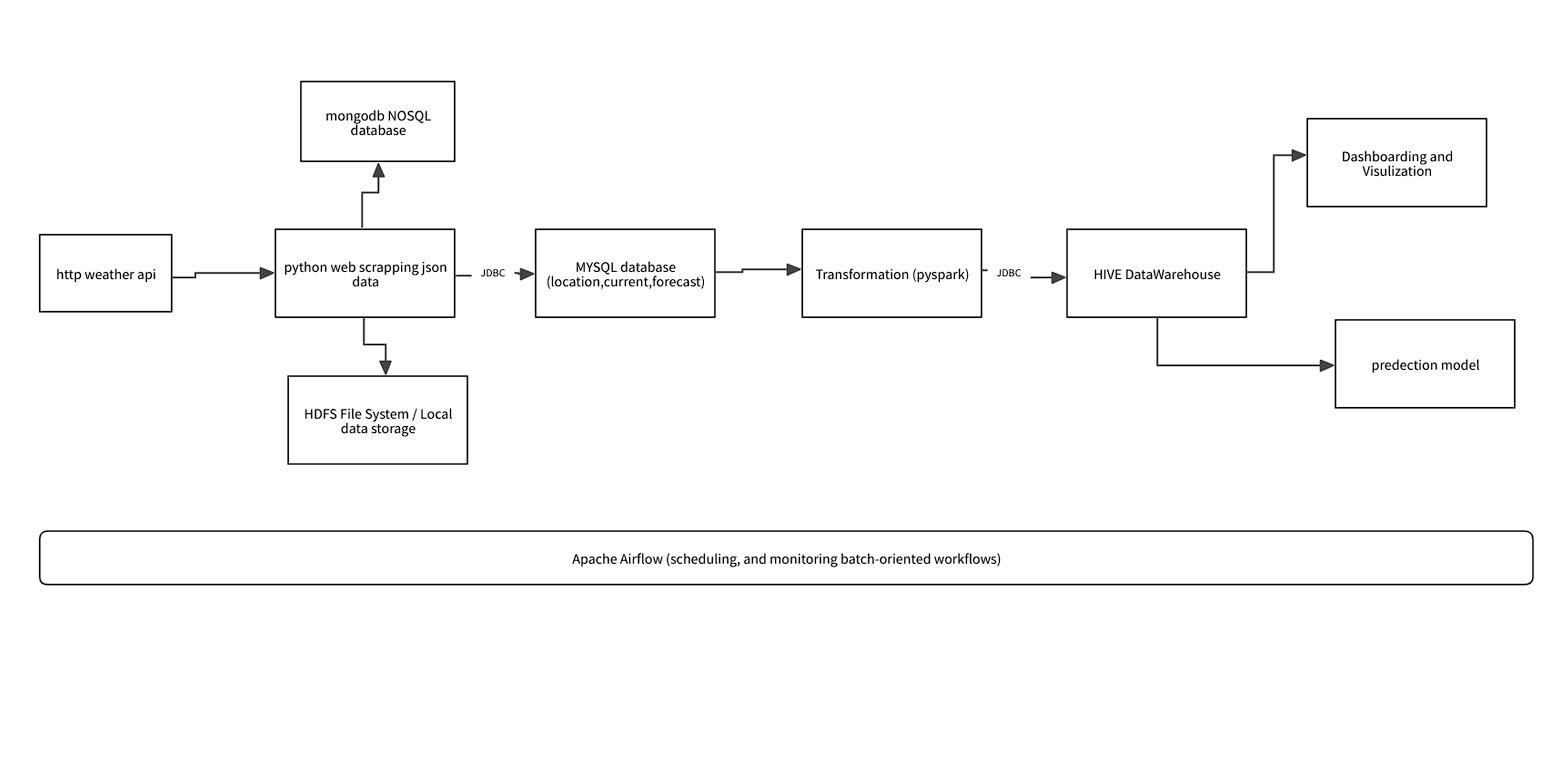 mongodb NOSQL
database
Dashboarding and
Visulization
http weather api
python web scrapping json
data
JDBC
MYSQL database
(location,current,forecast)
Transformation (pyspark)
JDBC
HIVE DataWarehouse
predection model
HDFS File System / Local
data storage
Apache Airflow (scheduling, and monitoring batch-oriented workflows)